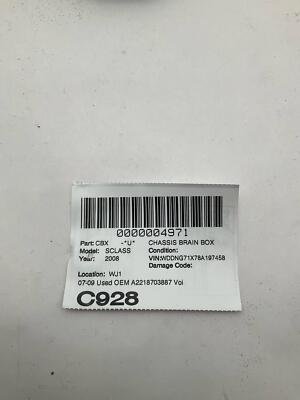 0000004971
Part: CBX -*U* CHASSIS BRAIN BOX
Model: SCLASS Condition:
Year: 2008 VIN:WDDNG71X78A197458
Damage Code:
Location: WJ1
07-09 Used OEM A2218703887 Voi
C928